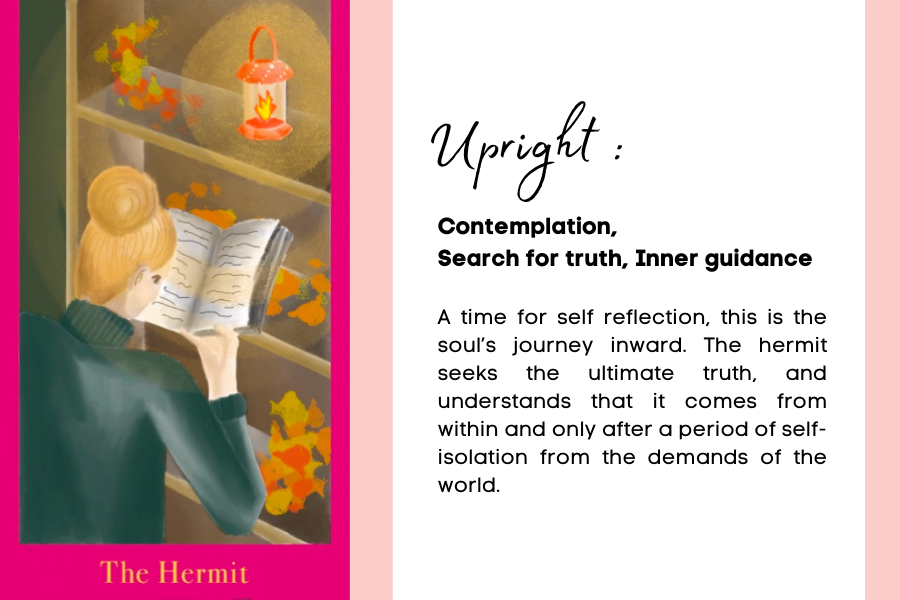 The Hermit
Upright :
Contemplation,
Search for truth, Inner guidance
A time for self reflection, this is the
soul's journey inward. The hermit
seeks the ultimate truth, and
understands that it comes from
within and only after a period of self-
isolation from the demands of the
world.